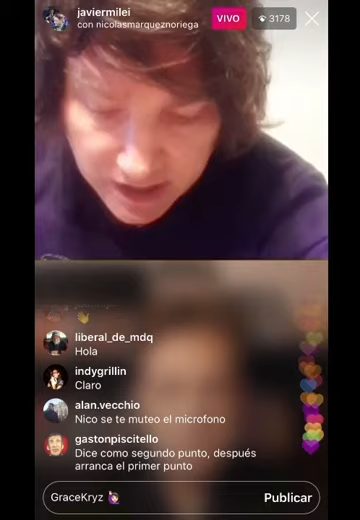 javiermilei
con nicolasmarqueznoriega
VIVO
3178
liberal_de_mdq
Hola
indygrillin
Claro
alan.vecchio
Nico se te muteo el microfono
gastonpiscitello
Dice como segundo punto, después
arranca el primer punto
GraceKryz 🙋🏻‍♀️
Publicar